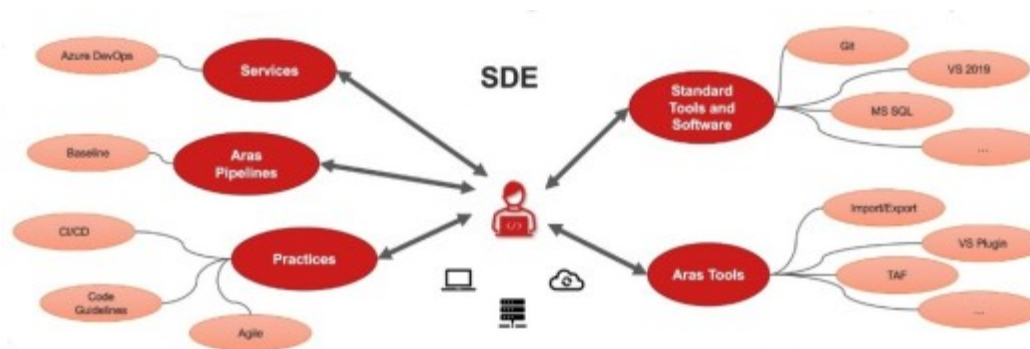 SDE
Azure DevOps
Services
Baseline
Aras
Pipelines
CI/CD
Code
Guidelines
Agile
Practices
Standard
Tools and
Software
Git
VS 2019
MS SQL
...
Aras Tools
Import/Export
VS Plugin
TAF
...